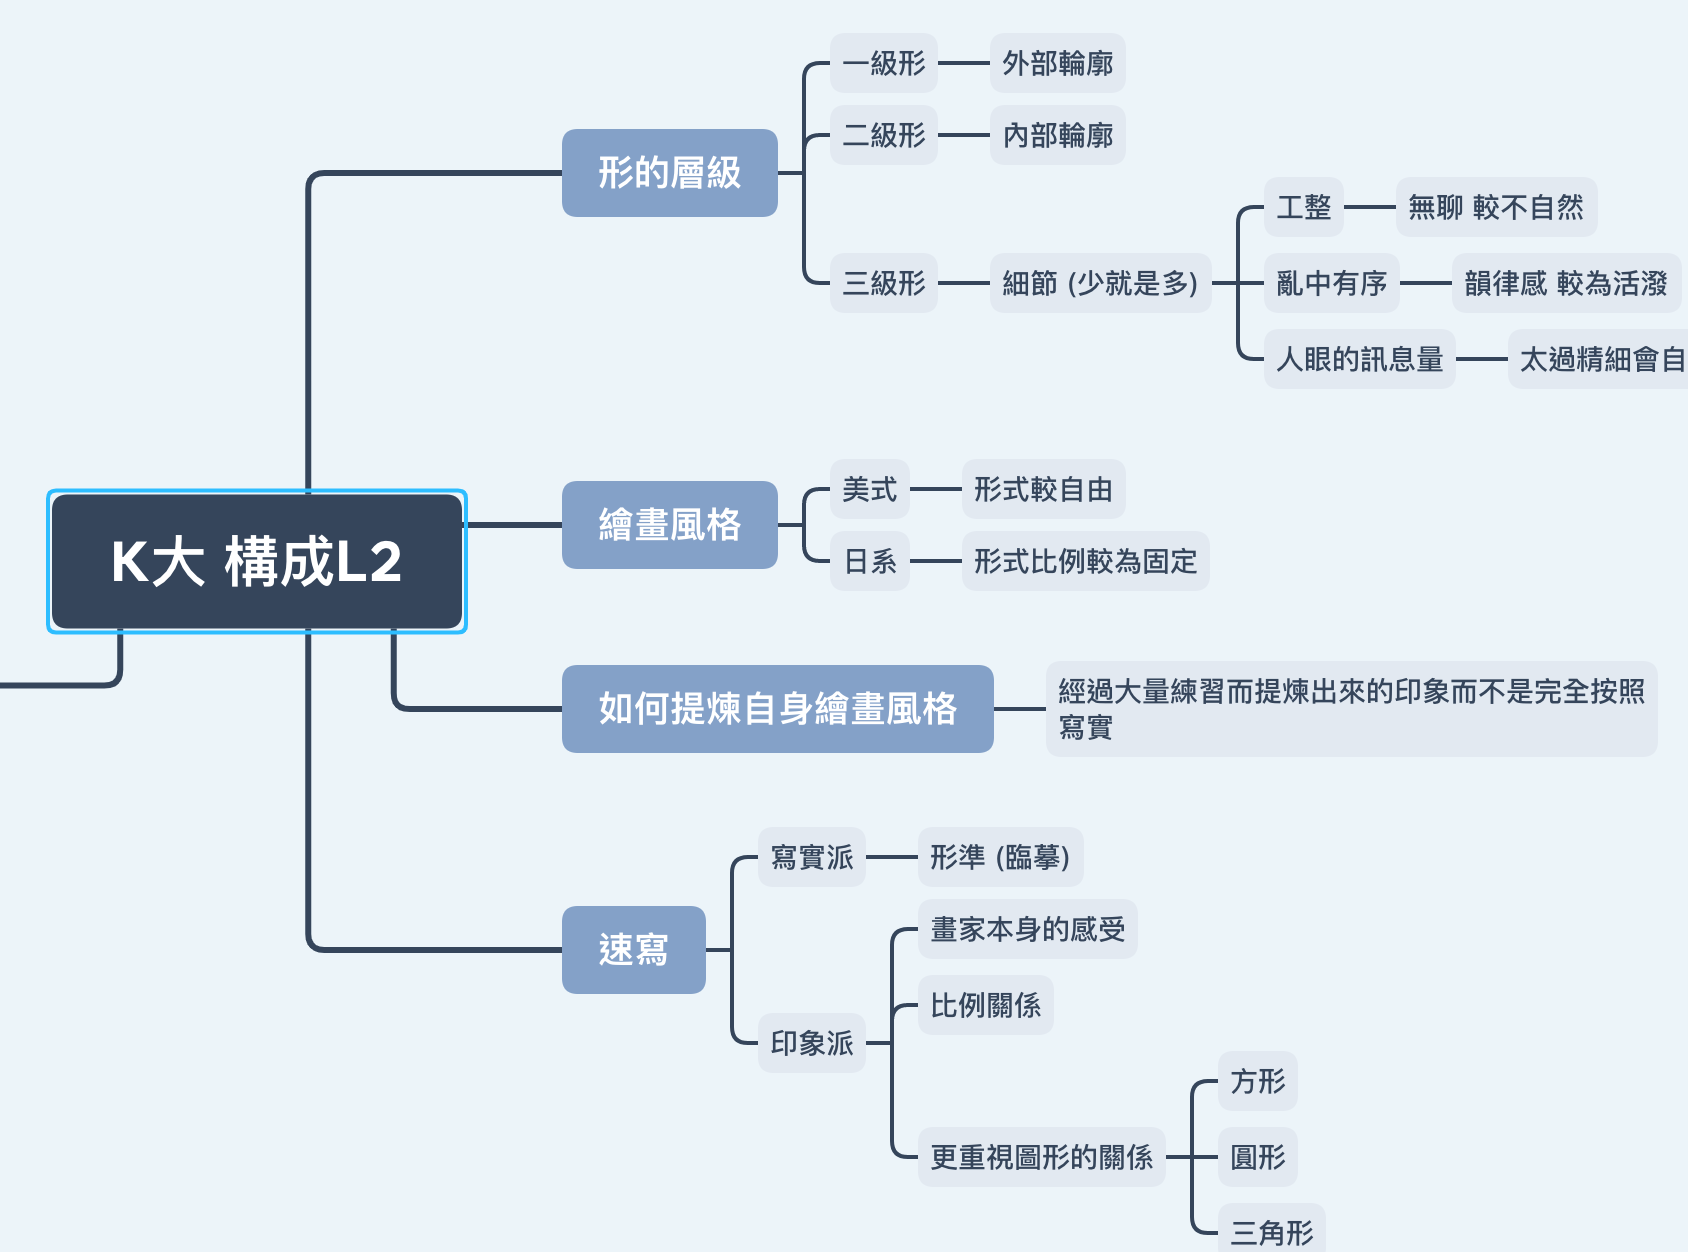 K大 構成L2
形的層級
一級形
外部輪廓
二級形
內部輪廓
三級形
細節 (少就是多)
工整
無聊 較不自然
亂中有序
韻律感 較為活潑
人眼的訊息量
太過精細會自
繪畫風格
美式
形式較自由
日系
形式比例較為固定
如何提煉自身繪畫風格
經過大量練習而提煉出來的印象而不是完全按照
寫實
速寫
寫實派
形準 (臨摹)
印象派
畫家本身的感受
比例關係
更重視圖形的關係
方形
圓形
三角形